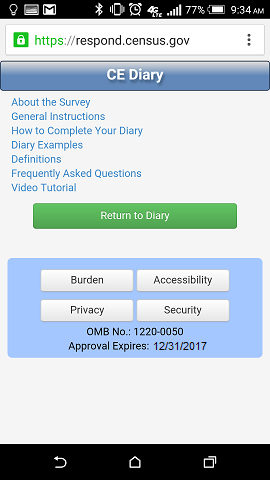 77% 9:34 AM
https://respond.census.gov
CE Diary
About the Survey
General Instructions
How to Complete Your Diary
Diary Examples
Definitions
Frequently Asked Questions
Video Tutorial
Return to Diary
Burden Accessibility
Privacy Security
OMB No.: 1220-0050
Approval Expires: 12/31/2017